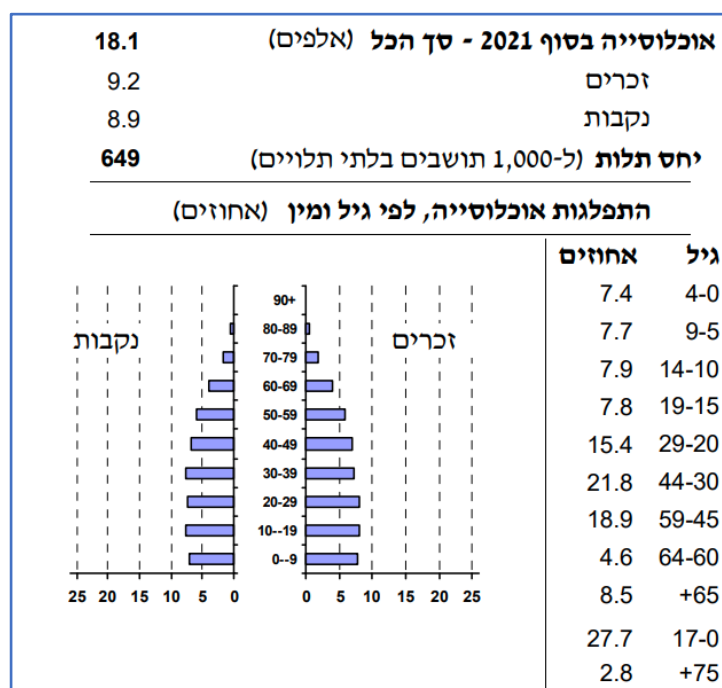 אוכלוסייה בסוף 2021 - סך הכל (אלפים) 18.1
זכרים 9.2
נקבות 8.9
יחס תלות (ל-1,000 תושבים בלתי תלויים) 649
התפלגות אוכלוסייה, לפי גיל ומין (אחוזים)
גיל אחוזים
4-0 7.4
9-5 7.7
14-10 7.9
19-15 7.8
29-20 15.4
44-30 21.8
59-45 18.9
64-60 4.6
+65 8.5
17-0 27.7
+75 2.8
זכרים
נקבות
90+
80-89
70-79
60-69
50-59
40-49
30-39
20-29
10--19
0--9
25 20 15 10 5 0
0 5 10 15 20 25